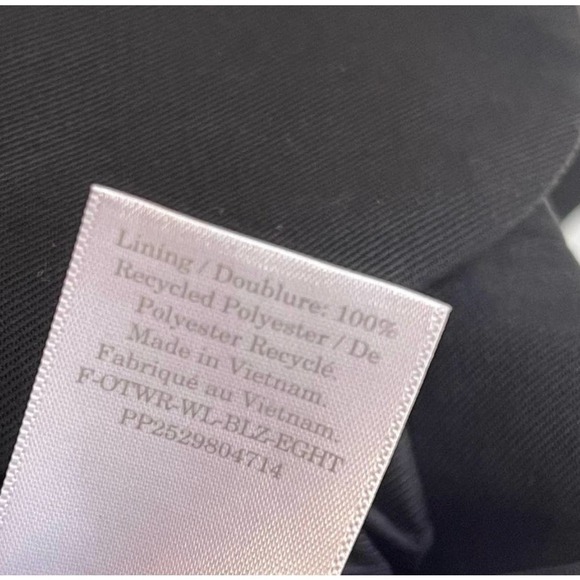 Lining / Doublure: 100%
Recycled Polyester / De
Polyester Recyclé.
Made in Vietnam.
Fabriqué au Vietnam.
F-OTWR-WL-BLZ-EGHT
PP2529804714